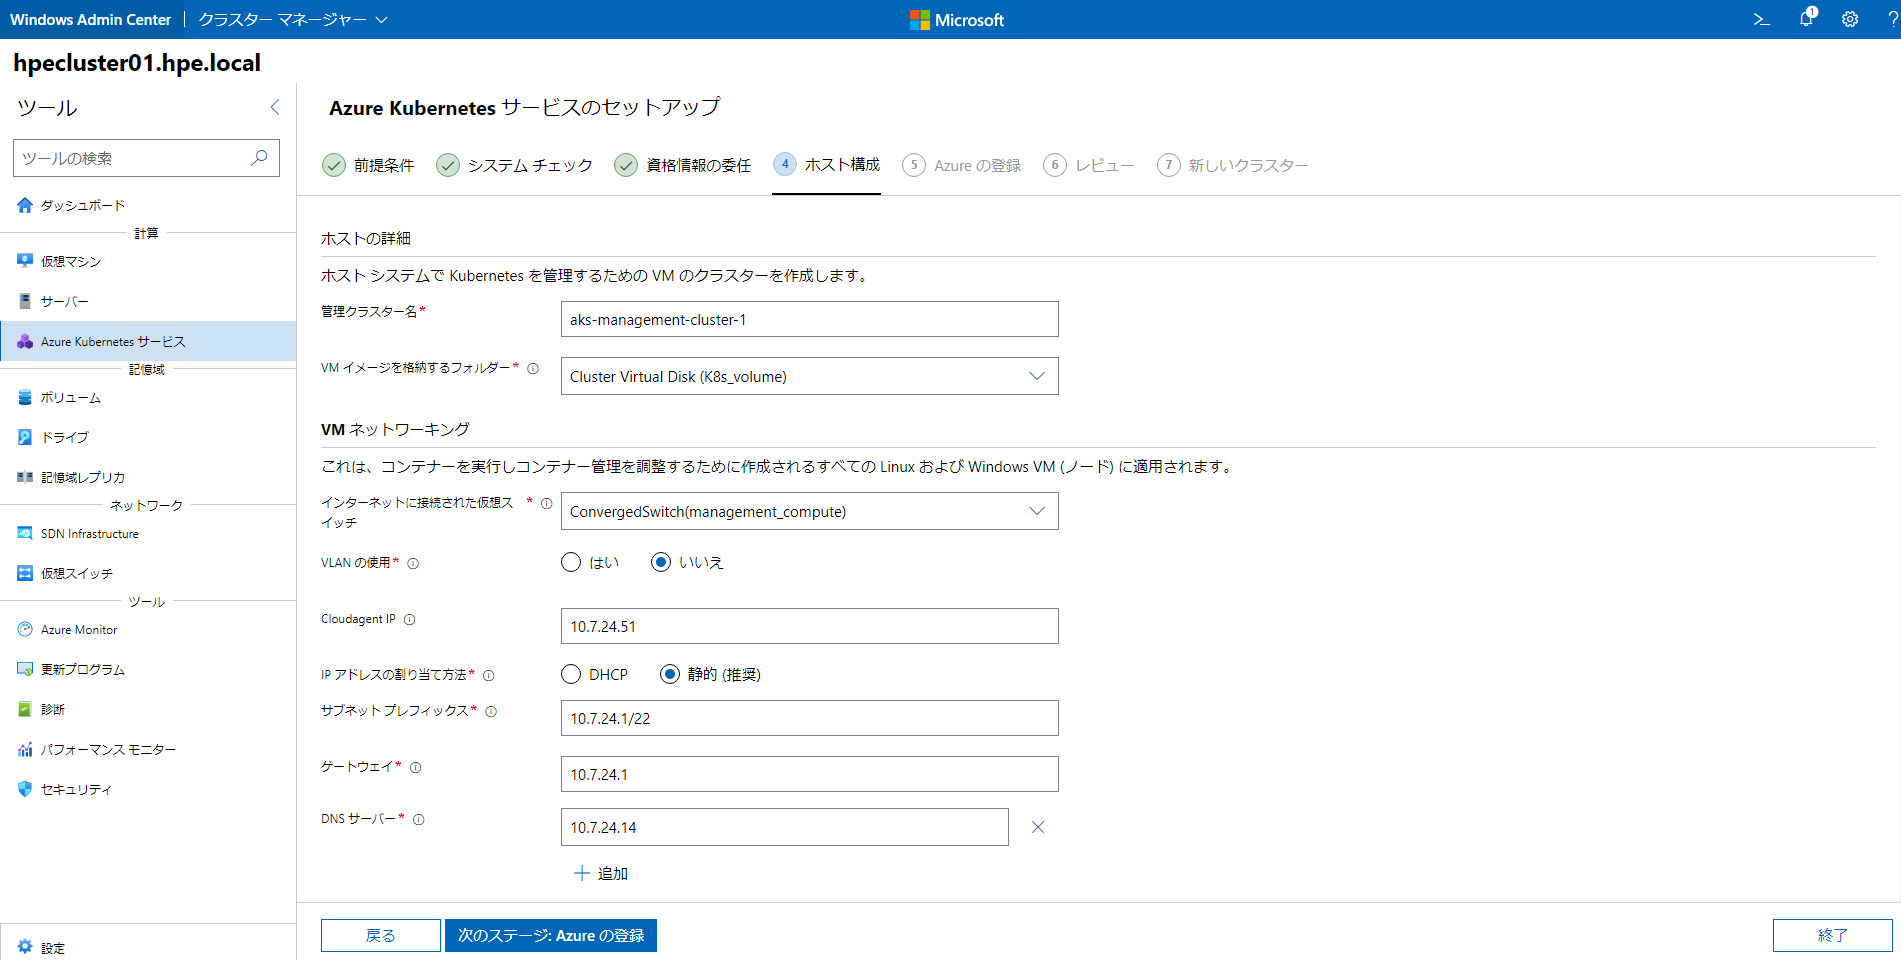 Windows Admin Center
クラスター マネージャー
Microsoft
1
?
hpecluster01.hpe.local
ツール
ツールの検索
ダッシュボード
計算
仮想マシン
サーバー
Azure Kubernetes サービス
記憶域
ボリューム
ドライブ
記憶域レプリカ
ネットワーク
SDN Infrastructure
仮想スイッチ
ツール
Azure Monitor
更新プログラム
診断
パフォーマンス モニター
セキュリティ
設定
Azure Kubernetes サービスのセットアップ
前提条件
システム チェック
資格情報の委任
4 ホスト構成
5 Azure の登録
6 レビュー
7 新しいクラスター
ホストの詳細
ホスト システムで Kubernetes を管理するための VM のクラスターを作成します。
管理クラスター名*
aks-management-cluster-1
VM イメージを格納するフォルダー*
Cluster Virtual Disk (K8s_volume)
VM ネットワーキング
これは、コンテナーを実行しコンテナー管理を調整するために作成されるすべての Linux および Windows VM (ノード) に適用されます。
インターネットに接続された仮想ス *
イッチ
ConvergedSwitch(management_compute)
VLAN の使用*
はい いいえ
Cloudagent IP
10.7.24.51
IP アドレスの割り当て方法*
DHCP 静的 (推奨)
サブネット プレフィックス*
10.7.24.1/22
ゲートウェイ*
10.7.24.1
DNS サーバー*
10.7.24.14
追加
戻る
次のステージ: Azure の登録
終了